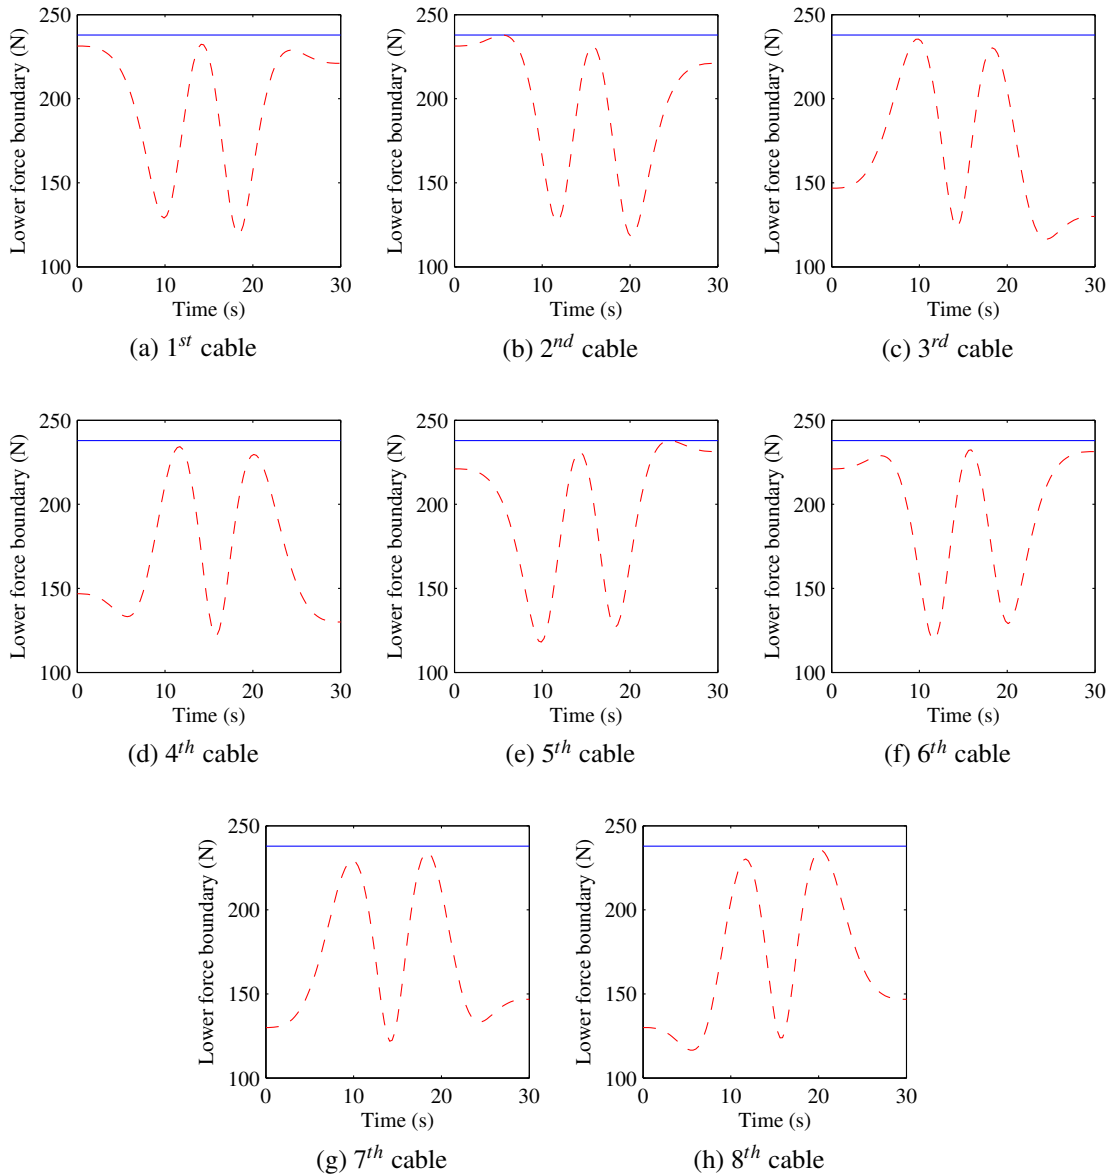 250
200
150
100
Lower force boundary (N)
0 10 20 30
Time (s)
(a) 1st cable
250
200
150
100
Lower force boundary (N)
0 10 20 30
Time (s)
(b) 2nd cable
250
200
150
100
Lower force boundary (N)
0 10 20 30
Time (s)
(c) 3rd cable
250
200
150
100
Lower force boundary (N)
0 10 20 30
Time (s)
(d) 4th cable
250
200
150
100
Lower force boundary (N)
0 10 20 30
Time (s)
(e) 5th cable
250
200
150
100
Lower force boundary (N)
0 10 20 30
Time (s)
(f) 6th cable
250
200
150
100
Lower force boundary (N)
0 10 20 30
Time (s)
(g) 7th cable
250
200
150
100
Lower force boundary (N)
0 10 20 30
Time (s)
(h) 8th cable